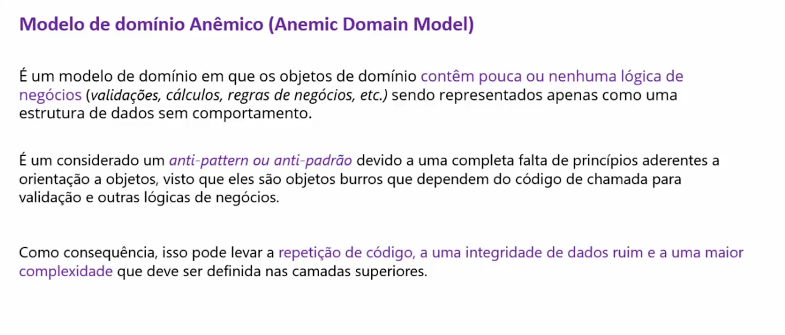 Modelo de domínio Anêmico (Anemic Domain Model)
É um modelo de domínio em que os objetos de domínio contêm pouca ou nenhuma lógica de
negócios (validações, cálculos, regras de negócios, etc.) sendo representados apenas como uma
estrutura de dados sem comportamento.
É um considerado um anti-pattern ou anti-padrão devido a uma completa falta de princípios aderentes a
orientação a objetos, visto que eles são objetos burros que dependem do código de chamada para
validação e outras lógicas de negócios.
Como consequência, isso pode levar a repetição de código, a uma integridade de dados ruim e a uma maior
complexidade que deve ser definida nas camadas superiores.